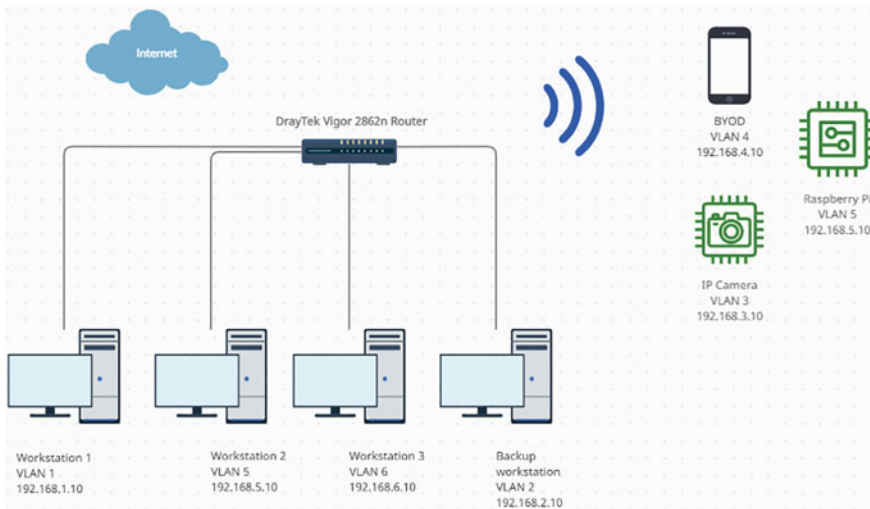 Internet
DrayTek Vigor 2862n Router
BYOD
VLAN 4
192.168.4.10
Raspberry Pi
VLAN 5
192.168.5.10
IP Camera
VLAN 3
192.168.3.10
Workstation 1
VLAN 1
192.168,1.10
Workstation 2
VLAN 5
192.168.5.10
Workstation 3
VLAN 6
192.168.6.10
Backup
workstation
VLAN 2
192.168.2.10